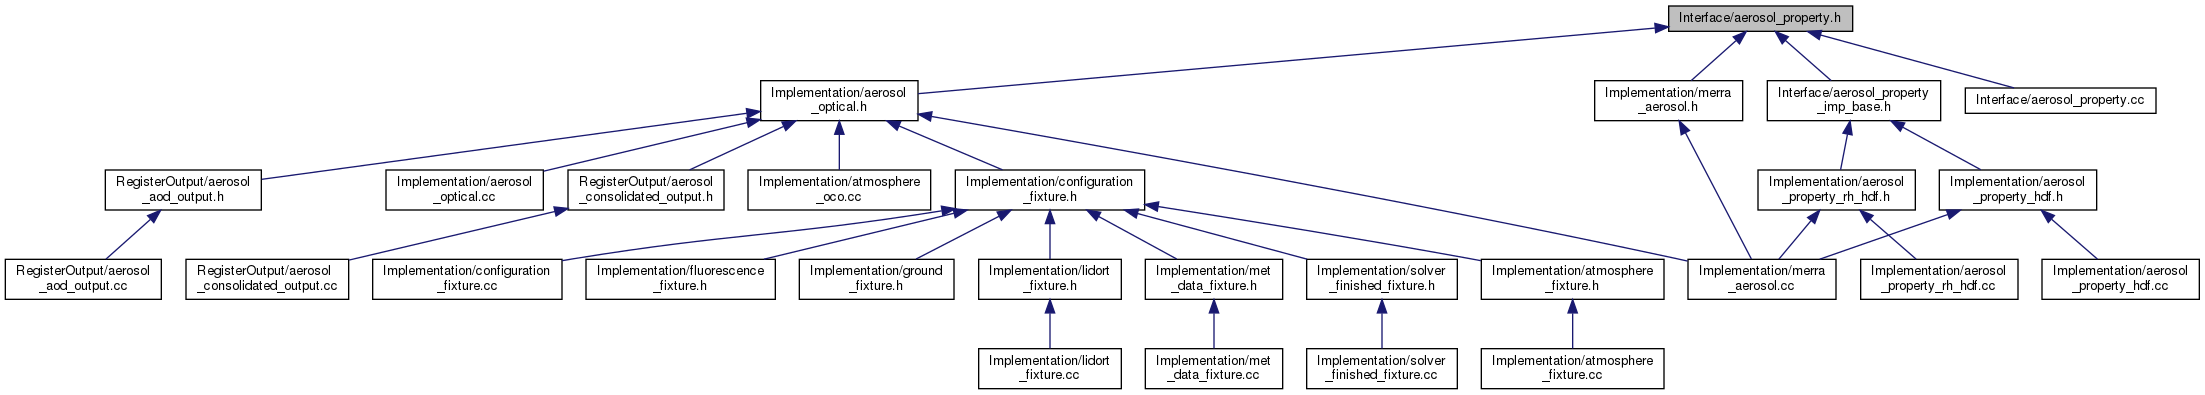 Interface/aerosol_property.h
Implementation/aerosol
_optical.h
Implementation/merra
_aerosol.h
Interface/aerosol_property
_imp_base.h
Interface/aerosol_property.cc
RegisterOutput/aerosol
_aod_output.h
Implementation/aerosol
_optical.cc
RegisterOutput/aerosol
_consolidated_output.h
Implementation/atmosphere
_oco.cc
Implementation/configuration
_fixture.h
Implementation/aerosol
_property_rh_hdf.h
Implementation/aerosol
_property_hdf.h
RegisterOutput/aerosol
_aod_output.cc
RegisterOutput/aerosol
_consolidated_output.cc
Implementation/configuration
_fixture.cc
Implementation/fluorescence
_fixture.h
Implementation/ground
_fixture.h
Implementation/lidort
_fixture.h
Implementation/met
_data_fixture.h
Implementation/solver
_finished_fixture.h
Implementation/atmosphere
_fixture.h
Implementation/merra
_aerosol.cc
Implementation/aerosol
_property_rh_hdf.cc
Implementation/aerosol
_property_hdf.cc
Implementation/lidort
_fixture.cc
Implementation/met
_data_fixture.cc
Implementation/solver
_finished_fixture.cc
Implementation/atmosphere
_fixture.cc